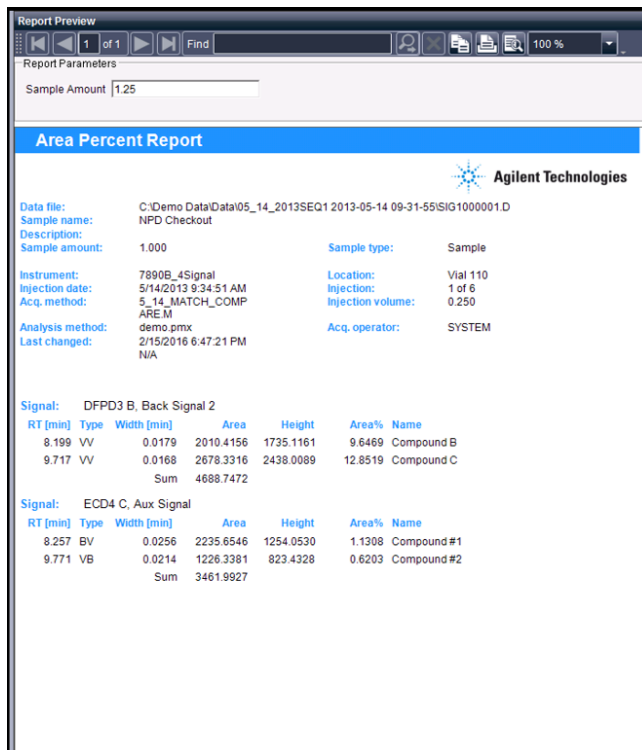 Report Preview
1 of 1 Find 100 %
Report Parameters
Sample Amount 1.25
Area Percent Report
Agilent Technologies
Data file: C:\Demo Data\Data\05_14_2013SEQ1 2013-05-14 09-31-55\SIG1000001.D
Sample name: NPD Checkout
Description:
Sample amount: 1.000 Sample type: Sample
Instrument: 7890B_4Signal Location: Vial 110
Injection date: 5/14/2013 9:34:51 AM Injection: 1 of 6
Acq. method: 5_14_MATCH_COMP Injection volume: 0.250
ARE.M
Analysis method: demo.pmx Acq. operator: SYSTEM
Last changed: 2/15/2016 6:47:21 PM
N/A
Signal: DFPD3 B, Back Signal 2
RT [min] Type Width [min] Area Height Area% Name
8.199 VV 0.0179 2010.4156 1735.1161 9.6469 Compound B
9.717 VV 0.0168 2678.3316 2438.0089 12.8519 Compound C
Sum 4688.7472
Signal: ECD4 C, Aux Signal
RT [min] Type Width [min] Area Height Area% Name
8.257 BV 0.0256 2235.6546 1254.0530 1.1308 Compound #1
9.771 VB 0.0214 1226.3381 823.4328 0.6203 Compound #2
Sum 3461.9927